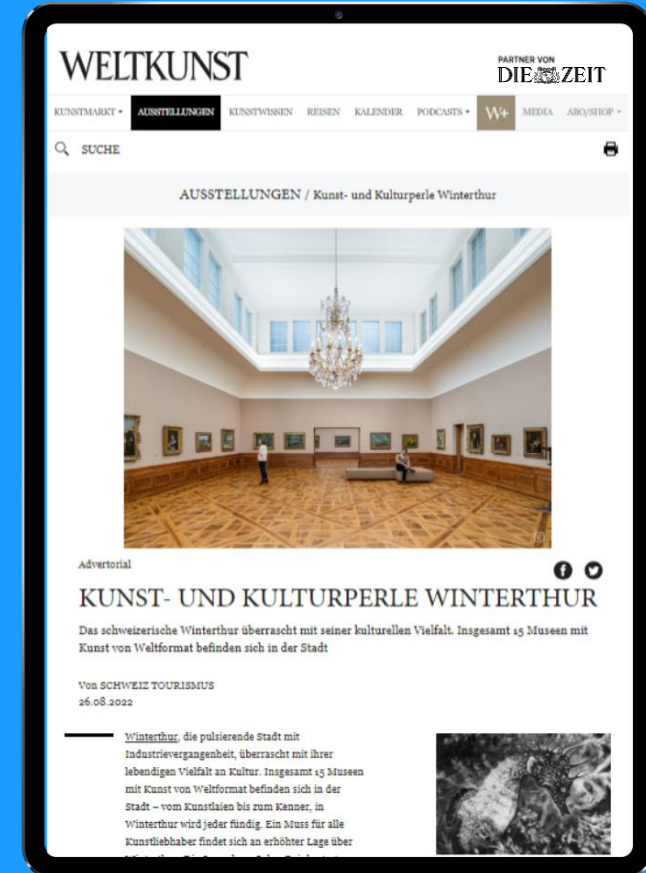 WELTKUNST
PARTNER VON
DIE ZEIT
KUNSTMARKT
AUSSTELLUNGEN
KUNSTWISSEN
REISEN
KALENDER
PODCASTS
W+
MEDIA
ABO/SHOP
SUCHE
AUSSTELLUNGEN / Kunst- und Kulturperle Winterthur
Advertorial
KUNST- UND KULTURPERLE WINTERTHUR
Das schweizerische Winterthur überrascht mit seiner kulturellen Vielfalt. Insgesamt 15 Museen mit
Kunst von Weltformat befinden sich in der Stadt
Von SCHWEIZ TOURISMUS
26.08.2022
Winterthur, die pulsierende Stadt mit
Industrievergangenheit, überrascht mit ihrer
lebendigen Vielfalt an Kultur. Insgesamt 15 Museen
mit Kunst von Weltformat befinden sich in der
Stadt – vom Kunstlaien bis zum Kenner, in
Winterthur wird jeder fündig. Ein Muss für alle
Kunstliebhaber findet sich an erhöhter Lage über